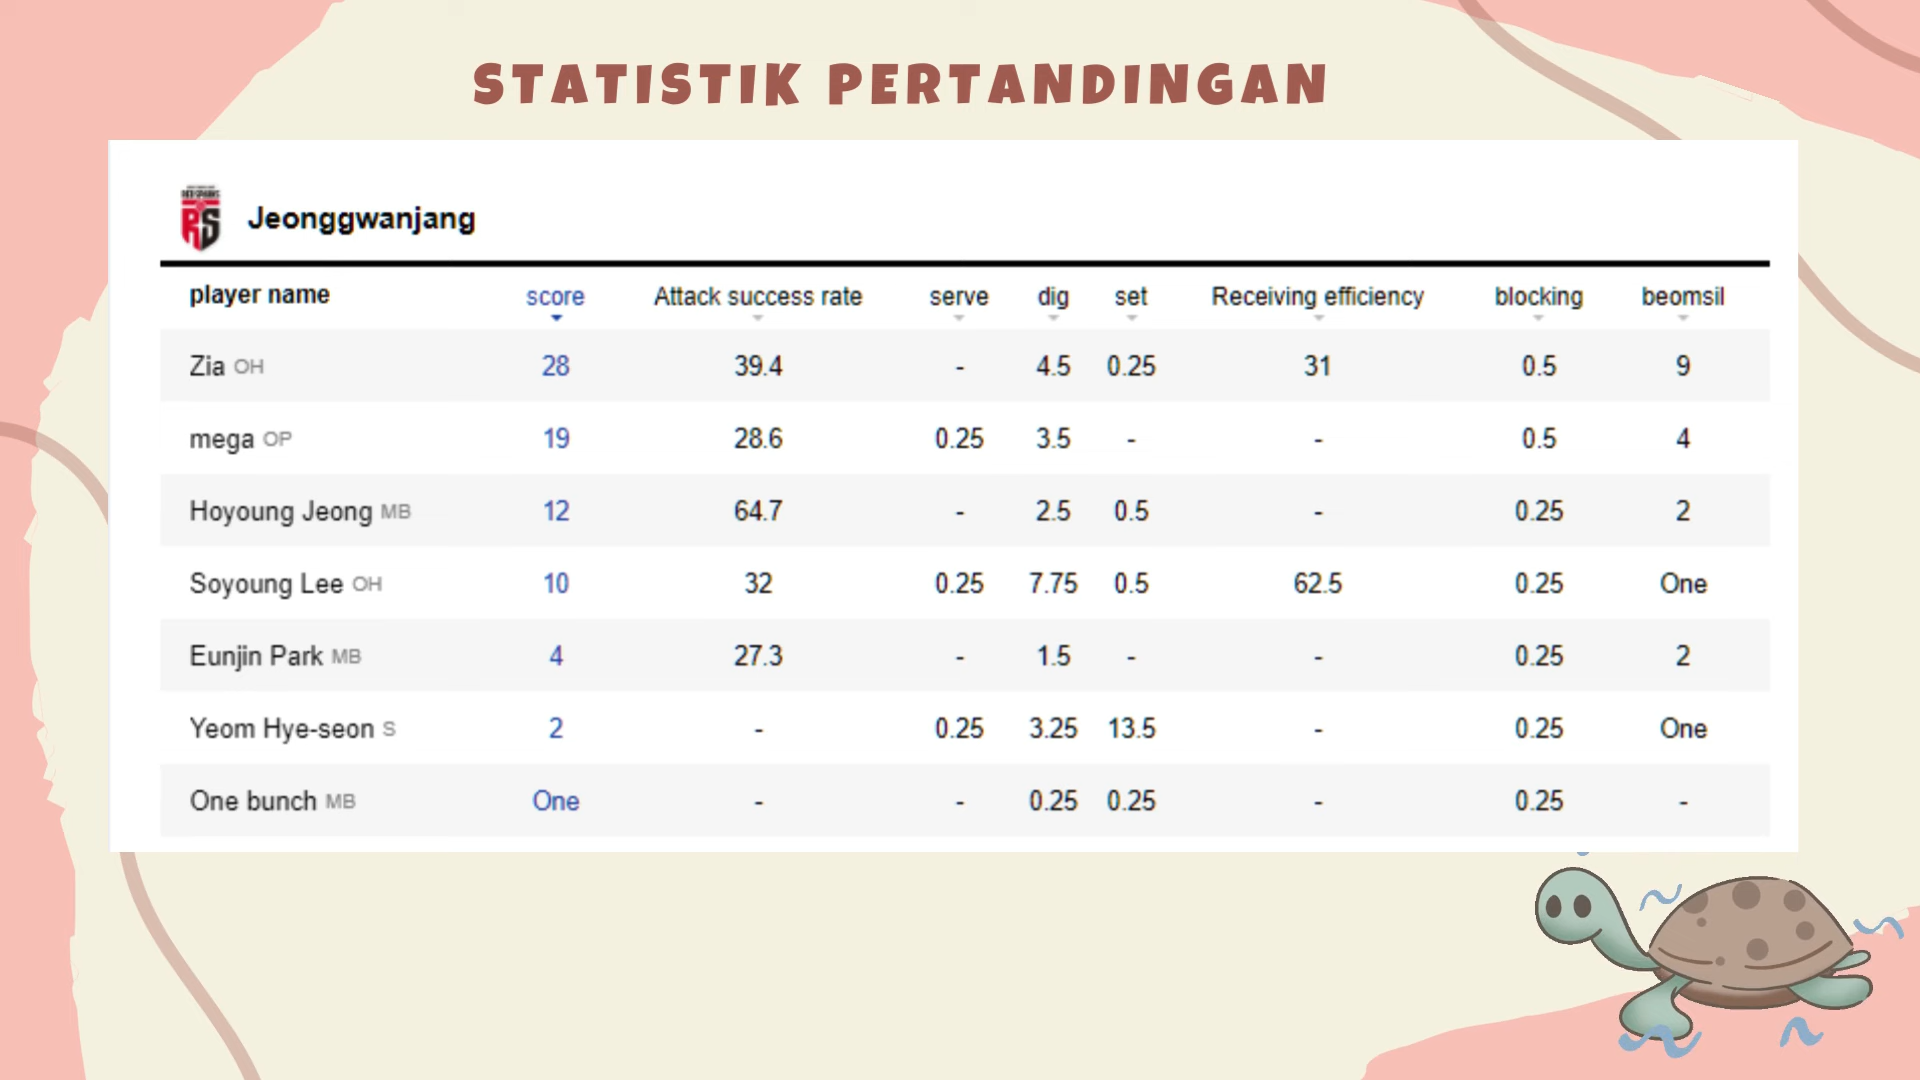 STATISTIK PERTANDINGAN
RS
Jeonggwanjang
player name score Attack success rate serve dig set Receiving efficiency blocking beomsil
Zia OH 28 39.4 - 4.5 0.25 31 0.5 9
mega OP 19 28.6 0.25 3.5 - - 0.5 4
Hoyoung Jeong MB 12 64.7 - 2.5 0.5 - 0.25 2
Soyoung Lee OH 10 32 0.25 7.75 0.5 62.5 0.25 One
Eunjin Park MB 4 27.3 - 1.5 - - 0.25 2
Yeom Hye-seon S 2 - 0.25 3.25 13.5 - 0.25 One
One bunch MB One - - 0.25 0.25 - 0.25 -